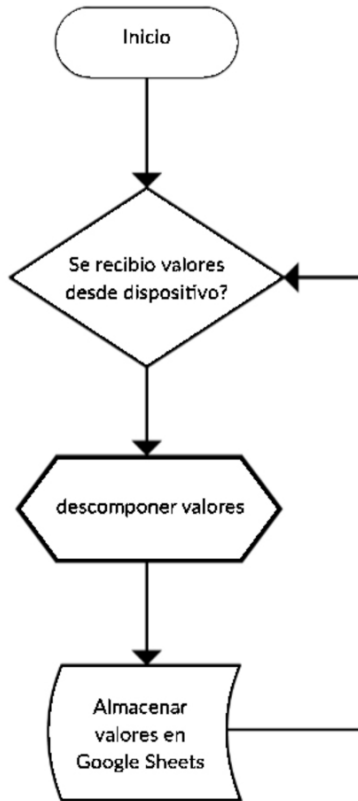 Inicio
Se recibio valores
desde dispositivo?
descomponer valores
Almacenar
valores en
Google Sheets